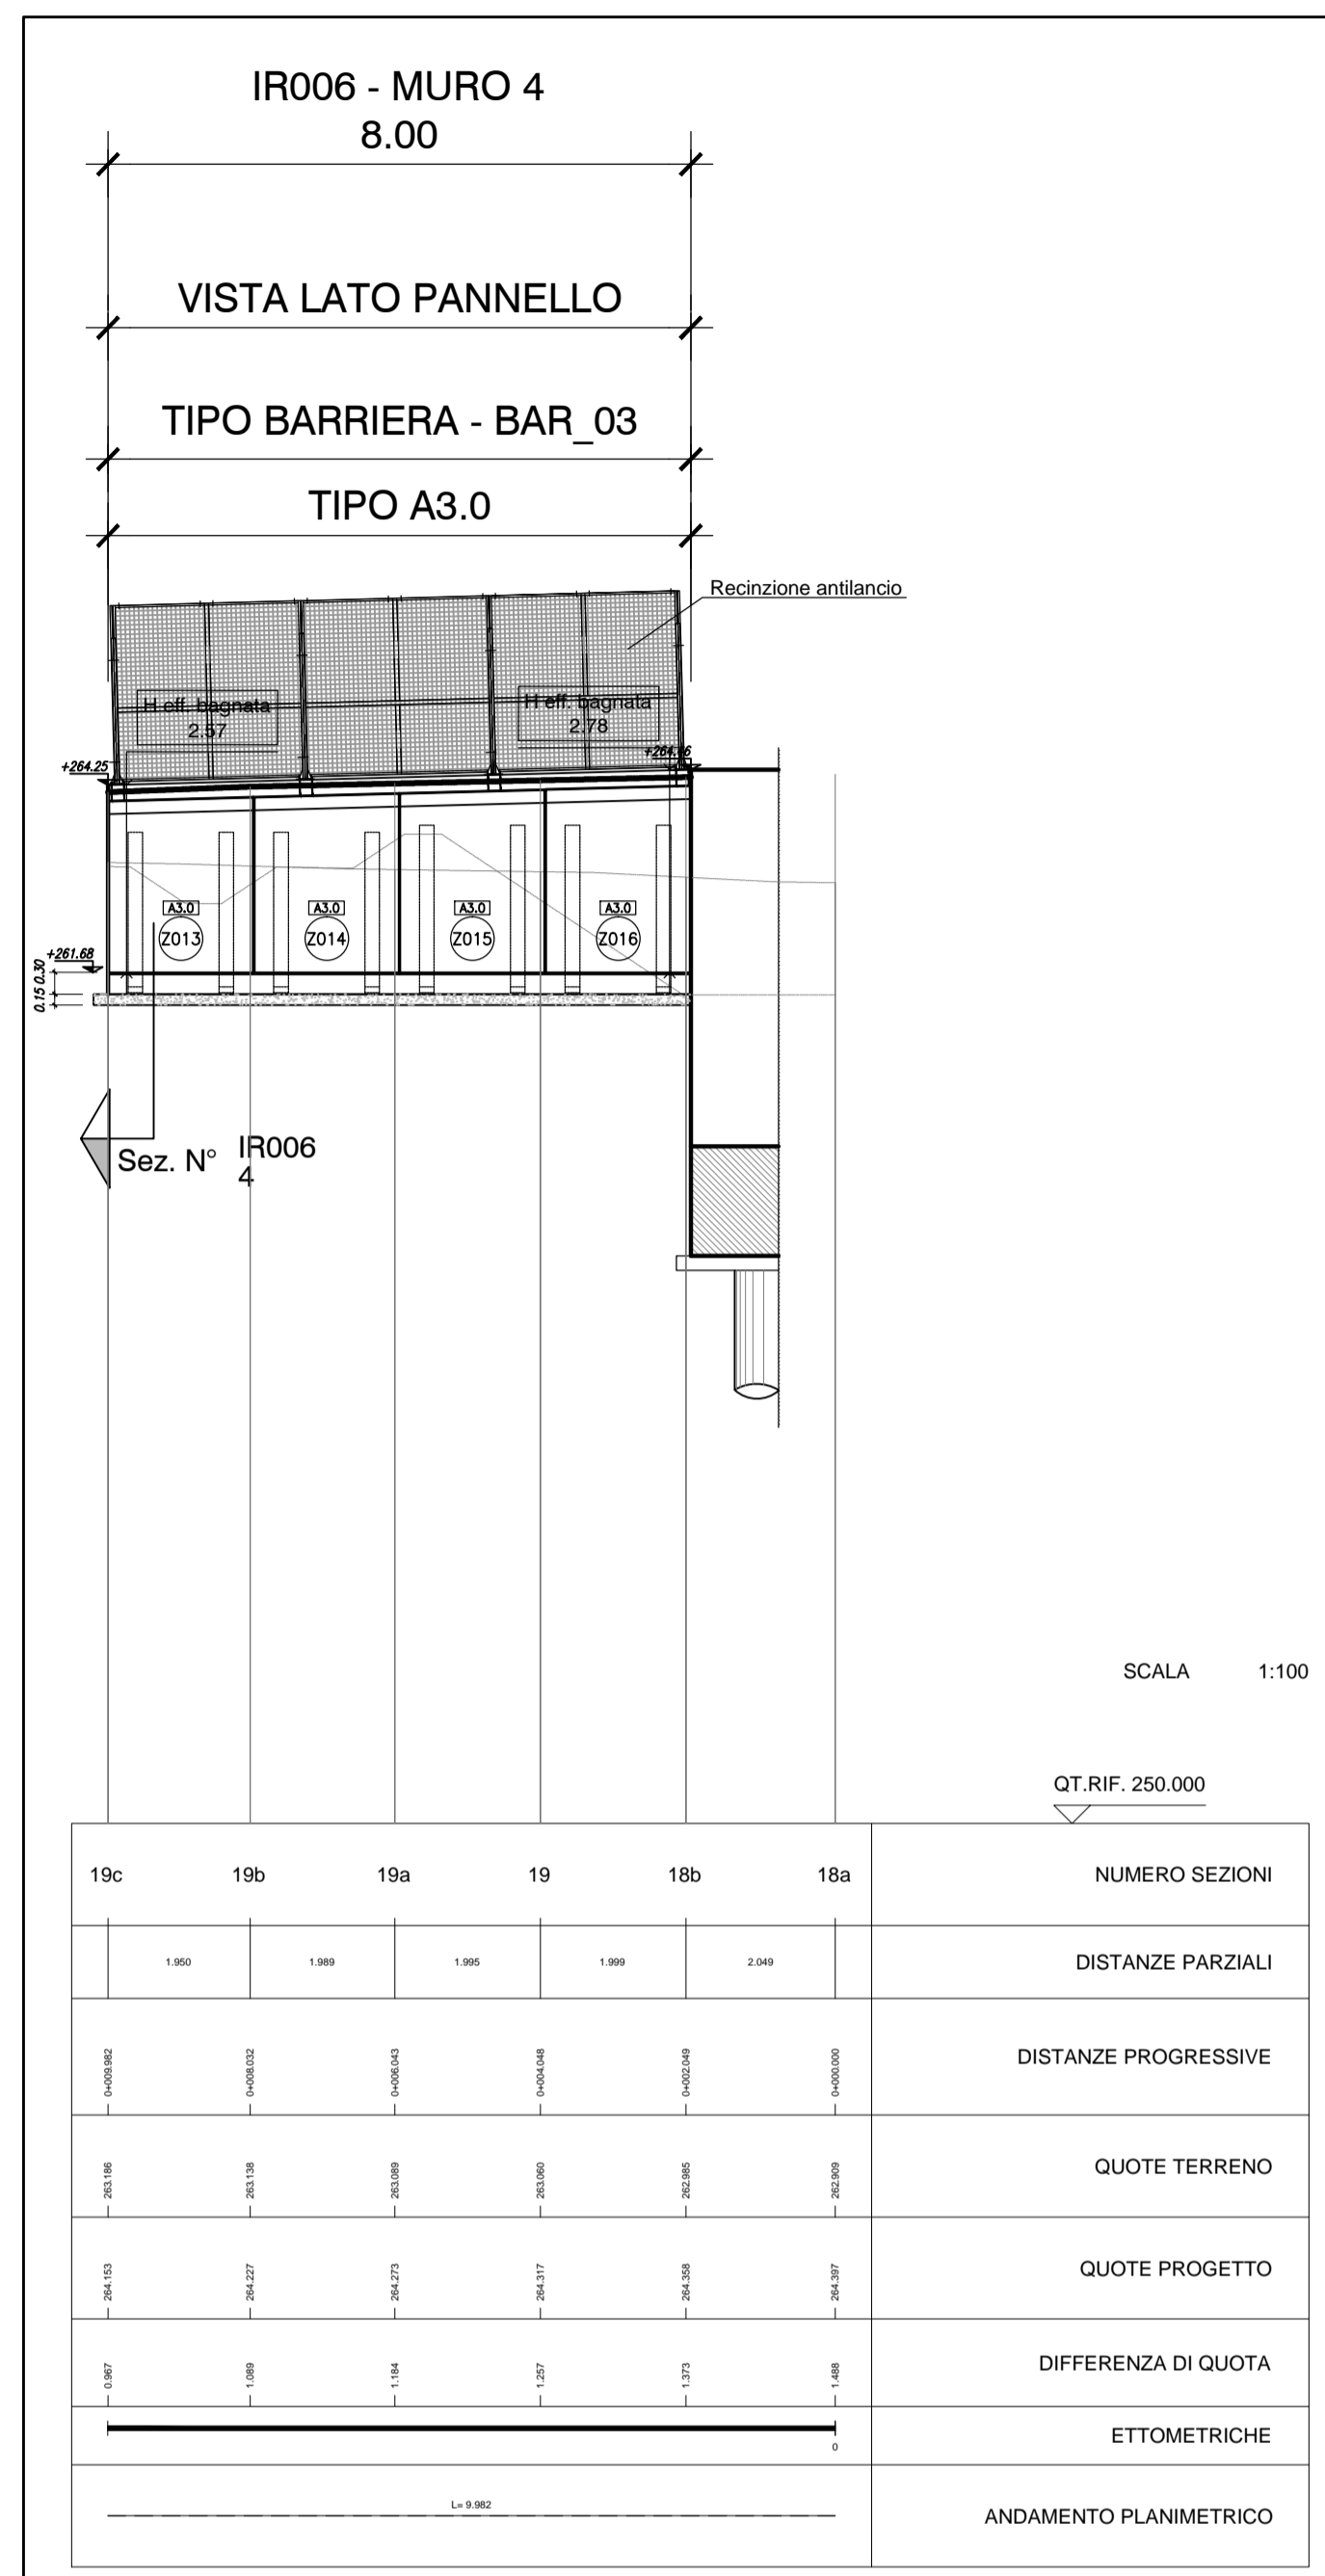 IR006 - MURO 4
8.00
VISTA LATO PANNELLO
TIPO BARRIERA - BAR_03
TIPO A3.0
Recinzione antilancio
H eff. bagnata
2.57
H eff. bagnata
2.78
+264.25
+264.46
A3.0
Z013
A3.0
Z014
A3.0
Z015
A3.0
Z016
+261.68
0.15 0.30
Sez. N° IR006
4
SCALA 1:100
QT.RIF. 250.000
19c 19b 19a 19 18b 18a NUMERO SEZIONI
1.950 1.989 1.995 1.999 2.049 DISTANZE PARZIALI
0+009.982 0+008.032 0+006.043 0+004.048 0+002.049 0+000.000 DISTANZE PROGRESSIVE
263.186 263.138 263.089 263.060 262.985 262.909 QUOTE TERRENO
264.153 264.227 264.273 264.317 264.358 264.397 QUOTE PROGETTO
0.967 1.089 1.184 1.257 1.373 1.488 DIFFERENZA DI QUOTA
0 ETTOMETRICHE
L= 9.982 ANDAMENTO PLANIMETRICO